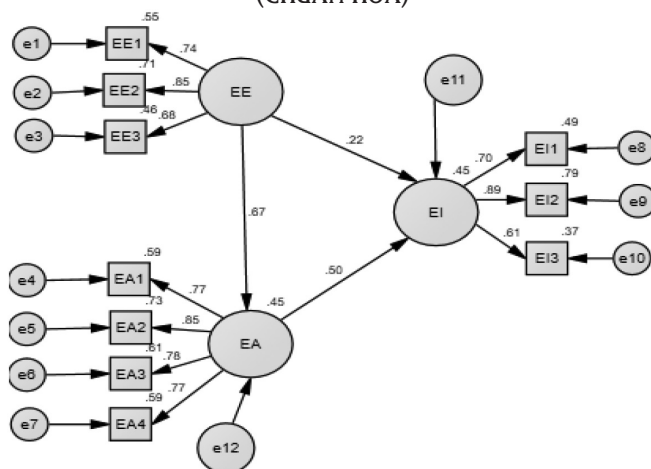 (CHUẨN HÓA)
e1
EE1
.55
.74
e2
EE2
.71
.85
e3
EE3
.46
.68
EE
e11
.22
.67
EI
.45
.70
EI1
.49
e8
.89
EI2
.79
e9
.61
EI3
.37
e10
.50
e4
EA1
.59
.77
e5
EA2
.73
.85
e6
EA3
.61
.78
e7
EA4
.59
.77
EA
.45
e12